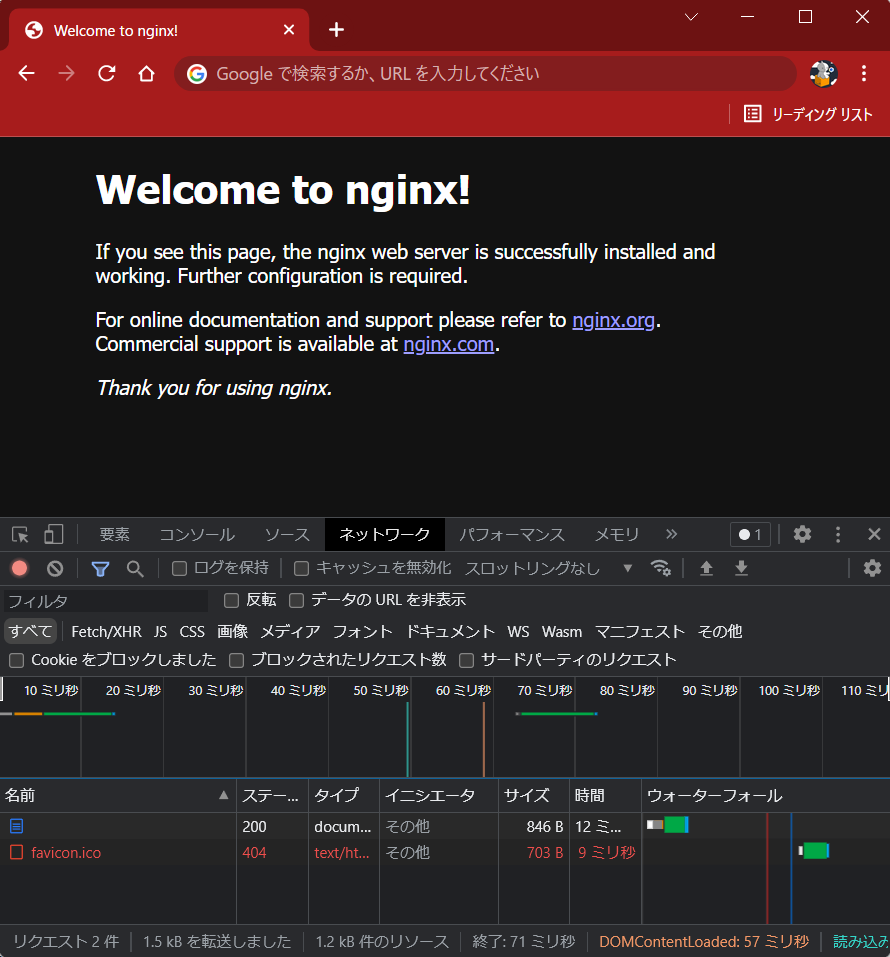 Welcome to nginx!
Google で検索するか、URL を入力してください
リーディング リスト
Welcome to nginx!
If you see this page, the nginx web server is successfully installed and
working. Further configuration is required.
For online documentation and support please refer to nginx.org.
Commercial support is available at nginx.com.
Thank you for using nginx.
要素 コンソール ソース ネットワーク パフォーマンス メモリ » 1
ログを保持 キャッシュを無効化 スロットリングなし
フィルタ 反転 データの URL を非表示
すべて Fetch/XHR JS CSS 画像 メディア フォント ドキュメント WS Wasm マニフェスト その他
Cookie をブロックしました ブロックされたリクエスト数 サードパーティのリクエスト
10 ミリ秒 20 ミリ秒 30 ミリ秒 40 ミリ秒 50 ミリ秒 60 ミリ秒 70 ミリ秒 80 ミリ秒 90 ミリ秒 100 ミリ秒 110 ミリ
名前 ステー... タイプ イニシエータ サイズ 時間 ウォーターフォール
200 docum... その他 846 B 12 ミ...
favicon.ico 404 text/ht... その他 703 B 9 ミリ秒
リクエスト 2 件 1.5 kB を転送しました 1.2 kB 件のリソース 終了: 71 ミリ秒 DOMContentLoaded: 57 ミリ秒 読み込み